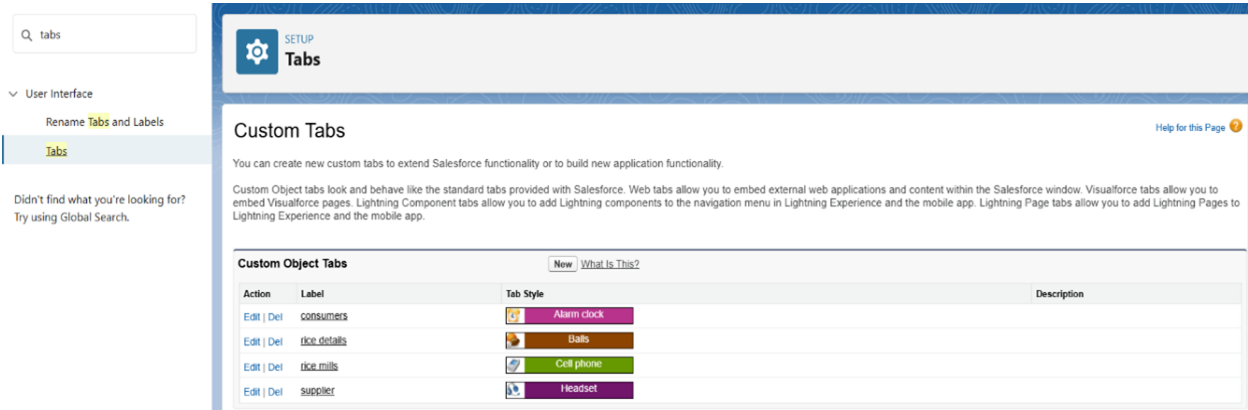 tabs
User Interface
Rename Tabs and Labels
Tabs
Didn't find what you're looking for?
Try using Global Search.
SETUP
Tabs
Custom Tabs
Help for this Page ?
You can create new custom tabs to extend Salesforce functionality or to build new application functionality.
Custom Object tabs look and behave like the standard tabs provided with Salesforce. Web tabs allow you to embed external web applications and content within the Salesforce window. Visualforce tabs allow you to
embed Visualforce pages. Lightning Component tabs allow you to add Lightning components to the navigation menu in Lightning Experience and the mobile app. Lightning Page tabs allow you to add Lightning Pages to
Lightning Experience and the mobile app.
Custom Object Tabs New What Is This?
Action Label Tab Style Description
Edit | Del consumers Alarm clock
Edit | Del rice details Balls
Edit | Del rice mills Cell phone
Edit | Del supplier Headset